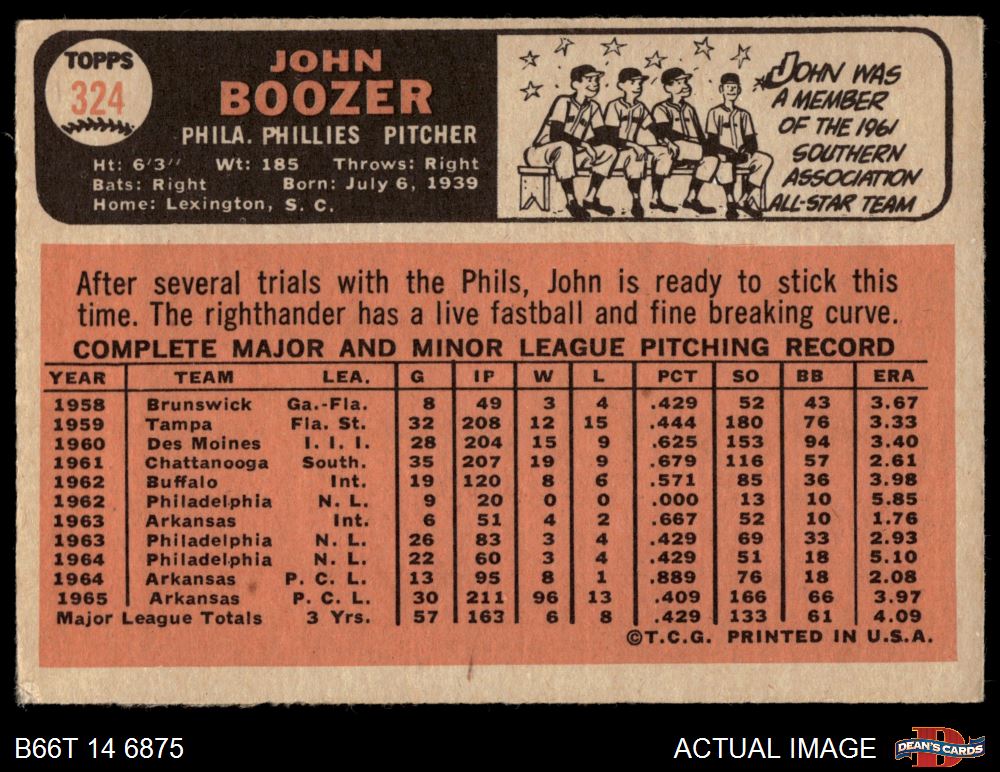 TOPPS
324
JOHN
BOOZER
PHILA. PHILLIES PITCHER
Ht: 6'3" Wt: 185 Throws: Right
Bats: Right Born: July 6, 1939
Home: Lexington, S. C.
JOHN WAS
A MEMBER
OF THE 1961
SOUTHERN
ASSOCIATION
ALL-STAR TEAM
After several trials with the Phils, John is ready to stick this
time. The righthander has a live fastball and fine breaking curve.
COMPLETE MAJOR AND MINOR LEAGUE PITCHING RECORD
YEAR TEAM LEA. G IP W L PCT SO BB ERA
1958 Brunswick Ga.-Fla. 8 49 3 4 .429 52 43 3.67
1959 Tampa Fla. St. 32 208 12 15 .444 180 76 3.33
1960 Des Moines I. I. I. 28 204 15 9 .625 153 94 3.40
1961 Chattanooga South. 35 207 19 9 .679 116 57 2.61
1962 Buffalo Int. 19 120 8 6 .571 85 36 3.98
1962 Philadelphia N. L. 9 20 0 0 .000 13 10 5.85
1963 Arkansas Int. 6 51 4 2 .667 52 10 1.76
1963 Philadelphia N. L. 26 83 3 4 .429 69 33 2.93
1964 Philadelphia N. L. 22 60 3 4 .429 51 18 5.10
1964 Arkansas P. C. L. 13 95 8 1 .889 76 18 2.08
1965 Arkansas P. C. L. 30 211 96 13 .409 166 66 3.97
Major League Totals 3 Yrs. 57 163 6 8 .429 133 61 4.09
©T.C.G. PRINTED IN U.S.A.
B66T 14 6875
ACTUAL IMAGE
D
DEAN'S CARDS